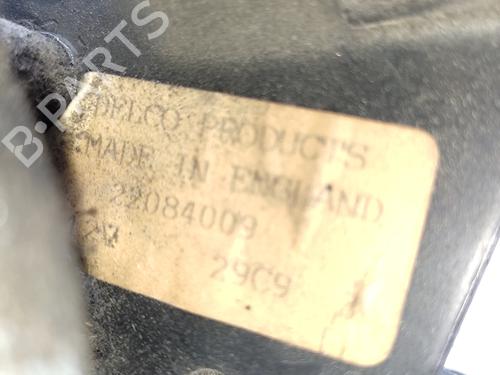 DELCO PRODUCTS
MADE IN ENGLAND
22084009
29C9
B-PARTS